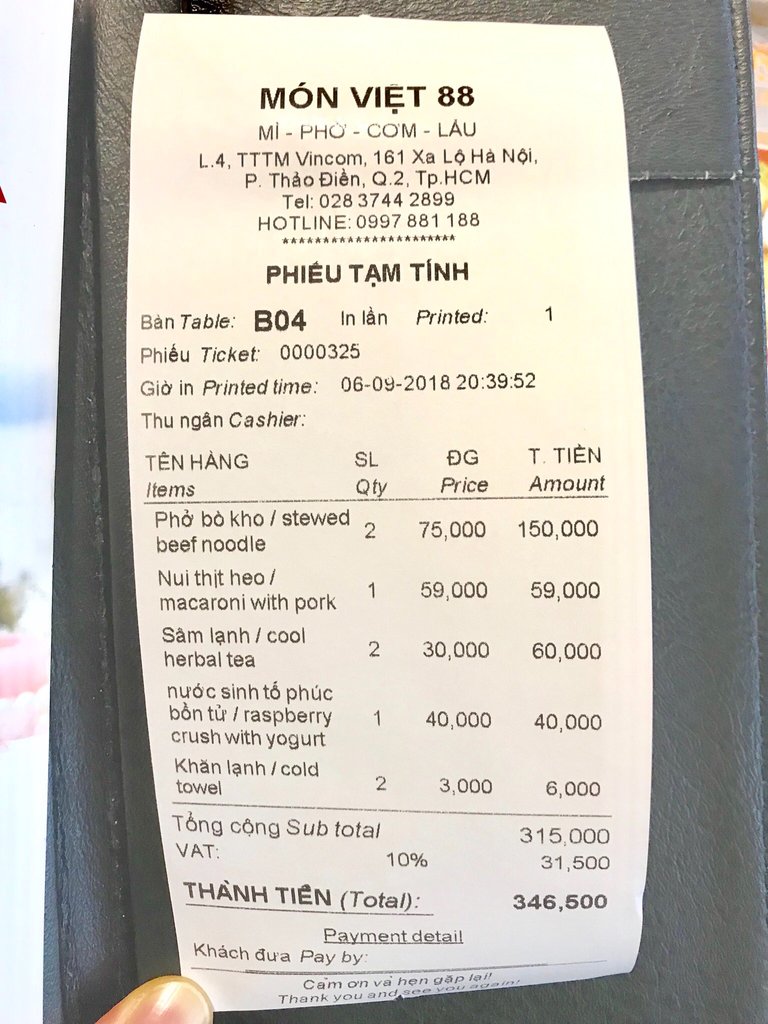 MÓN VIỆT 88
MÌ - PHỞ - CƠM - LẨU
L.4, TTTM Vincom, 161 Xa Lộ Hà Nội,
P. Thảo Điền, Q.2, Tp.HCM
Tel: 028 3744 2899
HOTLINE: 0997 881 188
**********************
PHIẾU TẠM TÍNH
Bàn Table: B04 In lần Printed: 1
Phiếu Ticket: 0000325
Giờ in Printed time: 06-09-2018 20:39:52
Thu ngân Cashier:
TÊN HÀNG SL ĐG T. TIỀN
Items Qty Price Amount
Phở bò kho / stewed
beef noodle 2 75,000 150,000
Nui thịt heo /
macaroni with pork 1 59,000 59,000
Sâm lạnh / cool
herbal tea 2 30,000 60,000
nước sinh tố phúc
bồn tử / raspberry 1 40,000 40,000
crush with yogurt
Khăn lạnh / cold
towel 2 3,000 6,000
Tổng cộng Sub total 315,000
VAT: 10% 31,500
THÀNH TIỀN (Total): 346,500
Payment detail
Khách đưa Pay by:
Cảm ơn và hẹn gặp lại!
Thank you and see you again!